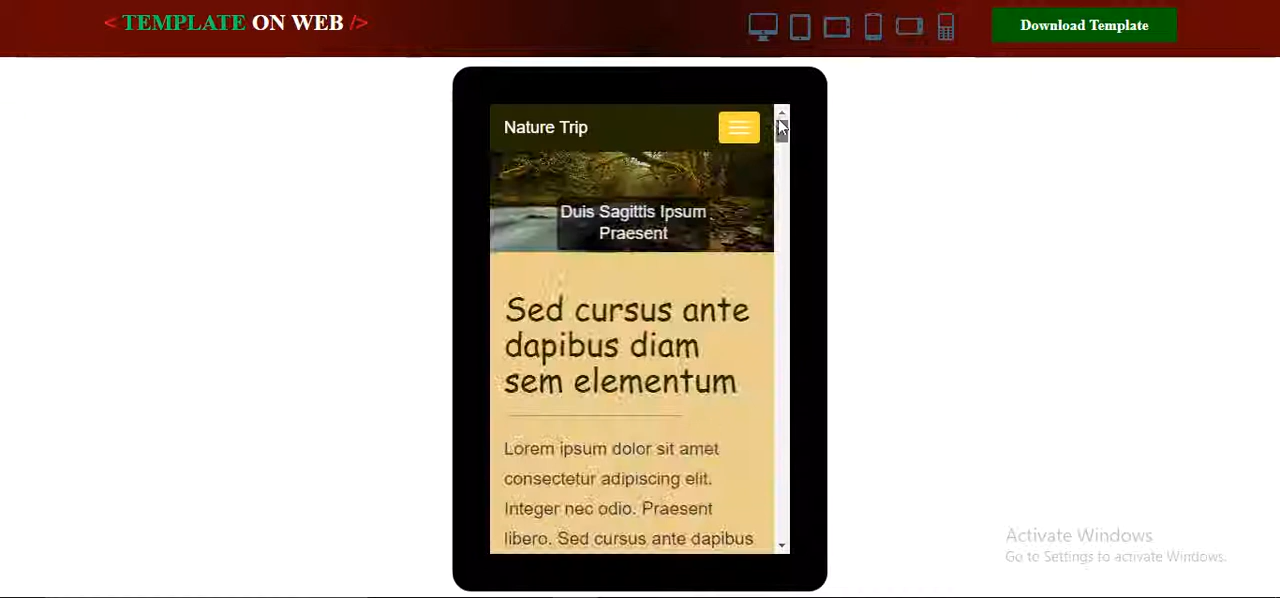 < TEMPLATE ON WEB />
Download Template
Nature Trip
Duis Sagittis Ipsum
Praesent
Sed cursus ante
dapibus diam
sem elementum
Lorem ipsum dolor sit amet
consectetur adipiscing elit.
Integer nec odio. Praesent
libero. Sed cursus ante dapibus
Activate Windows
Go to Settings to activate Windows.